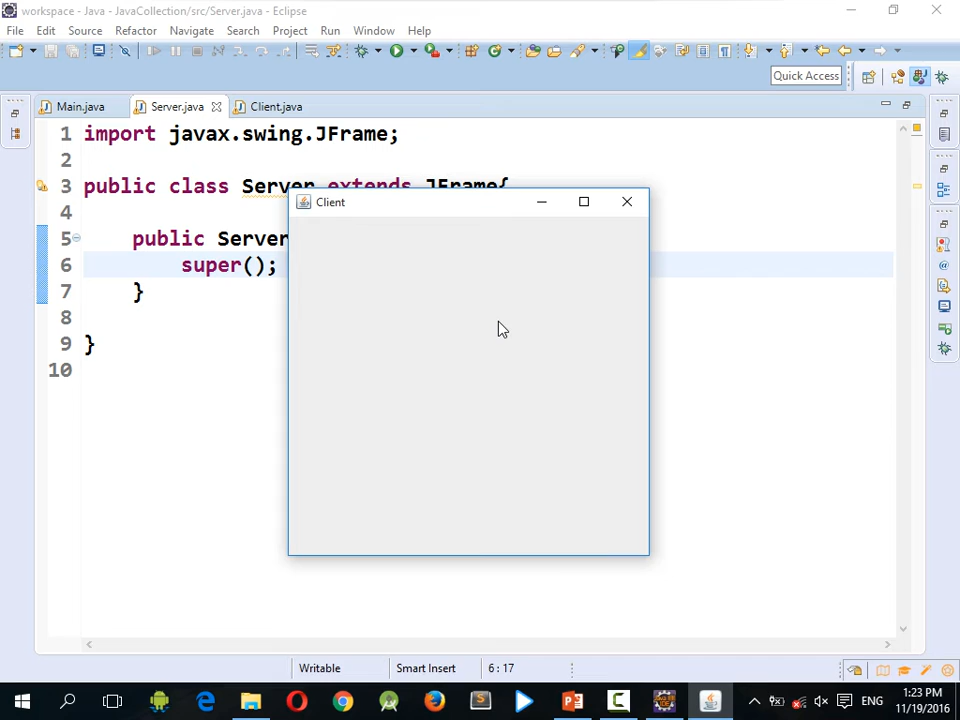 workspace - Java - JavaCollection/src/Server.java - Eclipse
File Edit Source Refactor Navigate Search Project Run Window Help
Quick Access
Main.java Server.java Client.java
1 import javax.swing.JFrame;
2
3 public class Server extends JFrame{
4
Client
5 public Server
6 super();
7 }
8
9 }
10
Writable Smart Insert 6 : 17
ENG
1:23 PM
11/19/2016